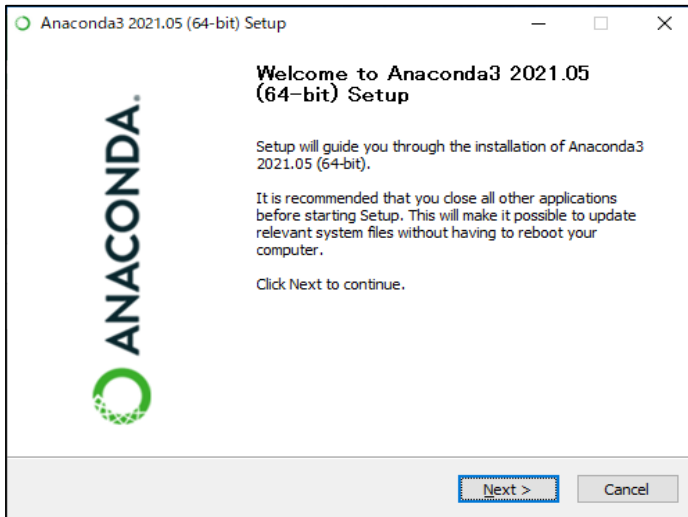 Anaconda3 2021.05 (64-bit) Setup
ANACONDA.
Welcome to Anaconda3 2021.05
(64-bit) Setup
Setup will guide you through the installation of Anaconda3
2021.05 (64-bit).
It is recommended that you close all other applications
before starting Setup. This will make it possible to update
relevant system files without having to reboot your
computer.
Click Next to continue.
Next >
Cancel